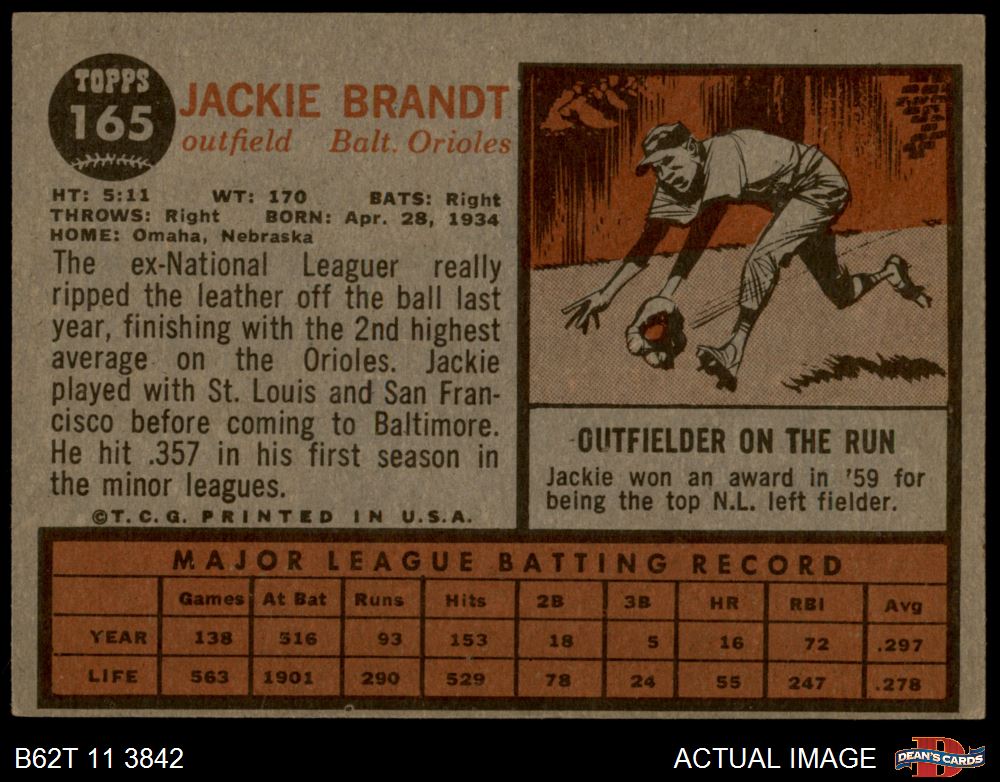 TOPPS
165
JACKIE BRANDT
outfield Balt. Orioles
HT: 5:11 WT: 170 BATS: Right
THROWS: Right BORN: Apr. 28, 1934
HOME: Omaha, Nebraska
The ex-National Leaguer really
ripped the leather off the ball last
year, finishing with the 2nd highest
average on the Orioles. Jackie
played with St. Louis and San Fran-
cisco before coming to Baltimore.
He hit .357 in his first season in
the minor leagues.
©T. C. G. PRINTED IN U.S.A.
OUTFIELDER ON THE RUN
Jackie won an award in '59 for
being the top N.L. left fielder.
MAJOR LEAGUE BATTING RECORD
Games At Bat Runs Hits 2B 3B HR RBI Avg
YEAR 138 516 93 153 18 5 16 72 .297
LIFE 563 1901 290 529 78 24 55 247 .278
B62T 11 3842
ACTUAL IMAGE
D
DEAN'S CARDS